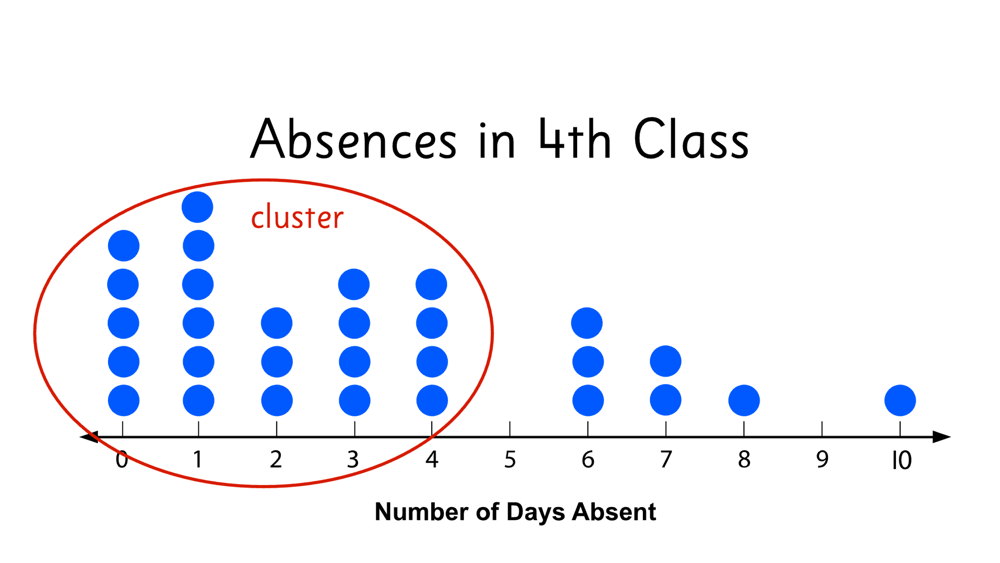 Absences in 4th Class
cluster
0 1 2 3 4 5 6 7 8 9 10
Number of Days Absent